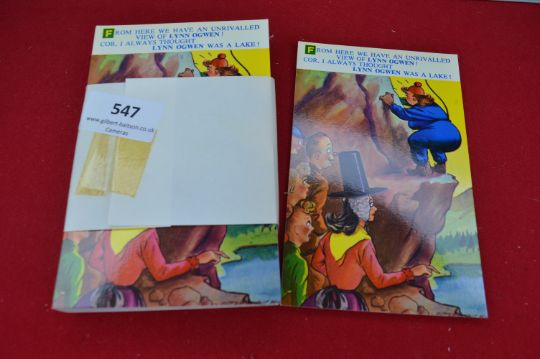 FROM HERE WE HAVE AN UNRIVALLED
VIEW OF LYNN OGWEN!
COR, I ALWAYS THOUGHT
LYNN OGWEN WAS A LAKE!
547
www.gilbert-baitson.co.uk
Cameras
FROM HERE WE HAVE AN UNRIVALLED
VIEW OF LYNN OGWEN!
COR, I ALWAYS THOUGHT
LYNN OGWEN WAS A LAKE!